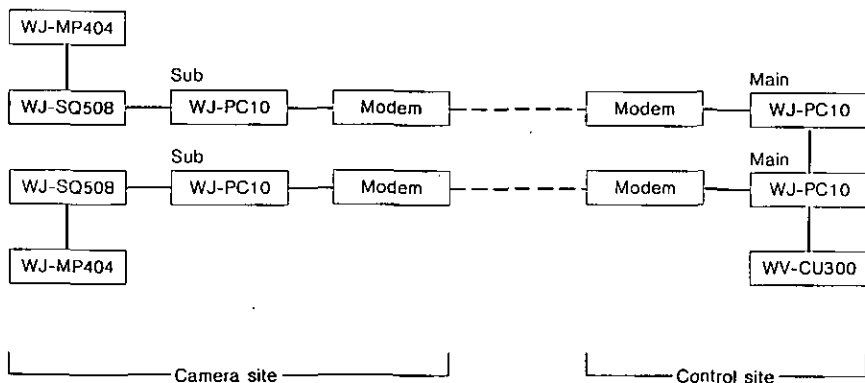 WJ-MP404
Sub
Main
WJ-SQ508
WJ-PC10
Modem
Modem
WJ-PC10
Sub
Main
WJ-SQ508
WJ-PC10
Modem
Modem
WJ-PC10
WJ-MP404
WV-CU300
Camera site
Control site